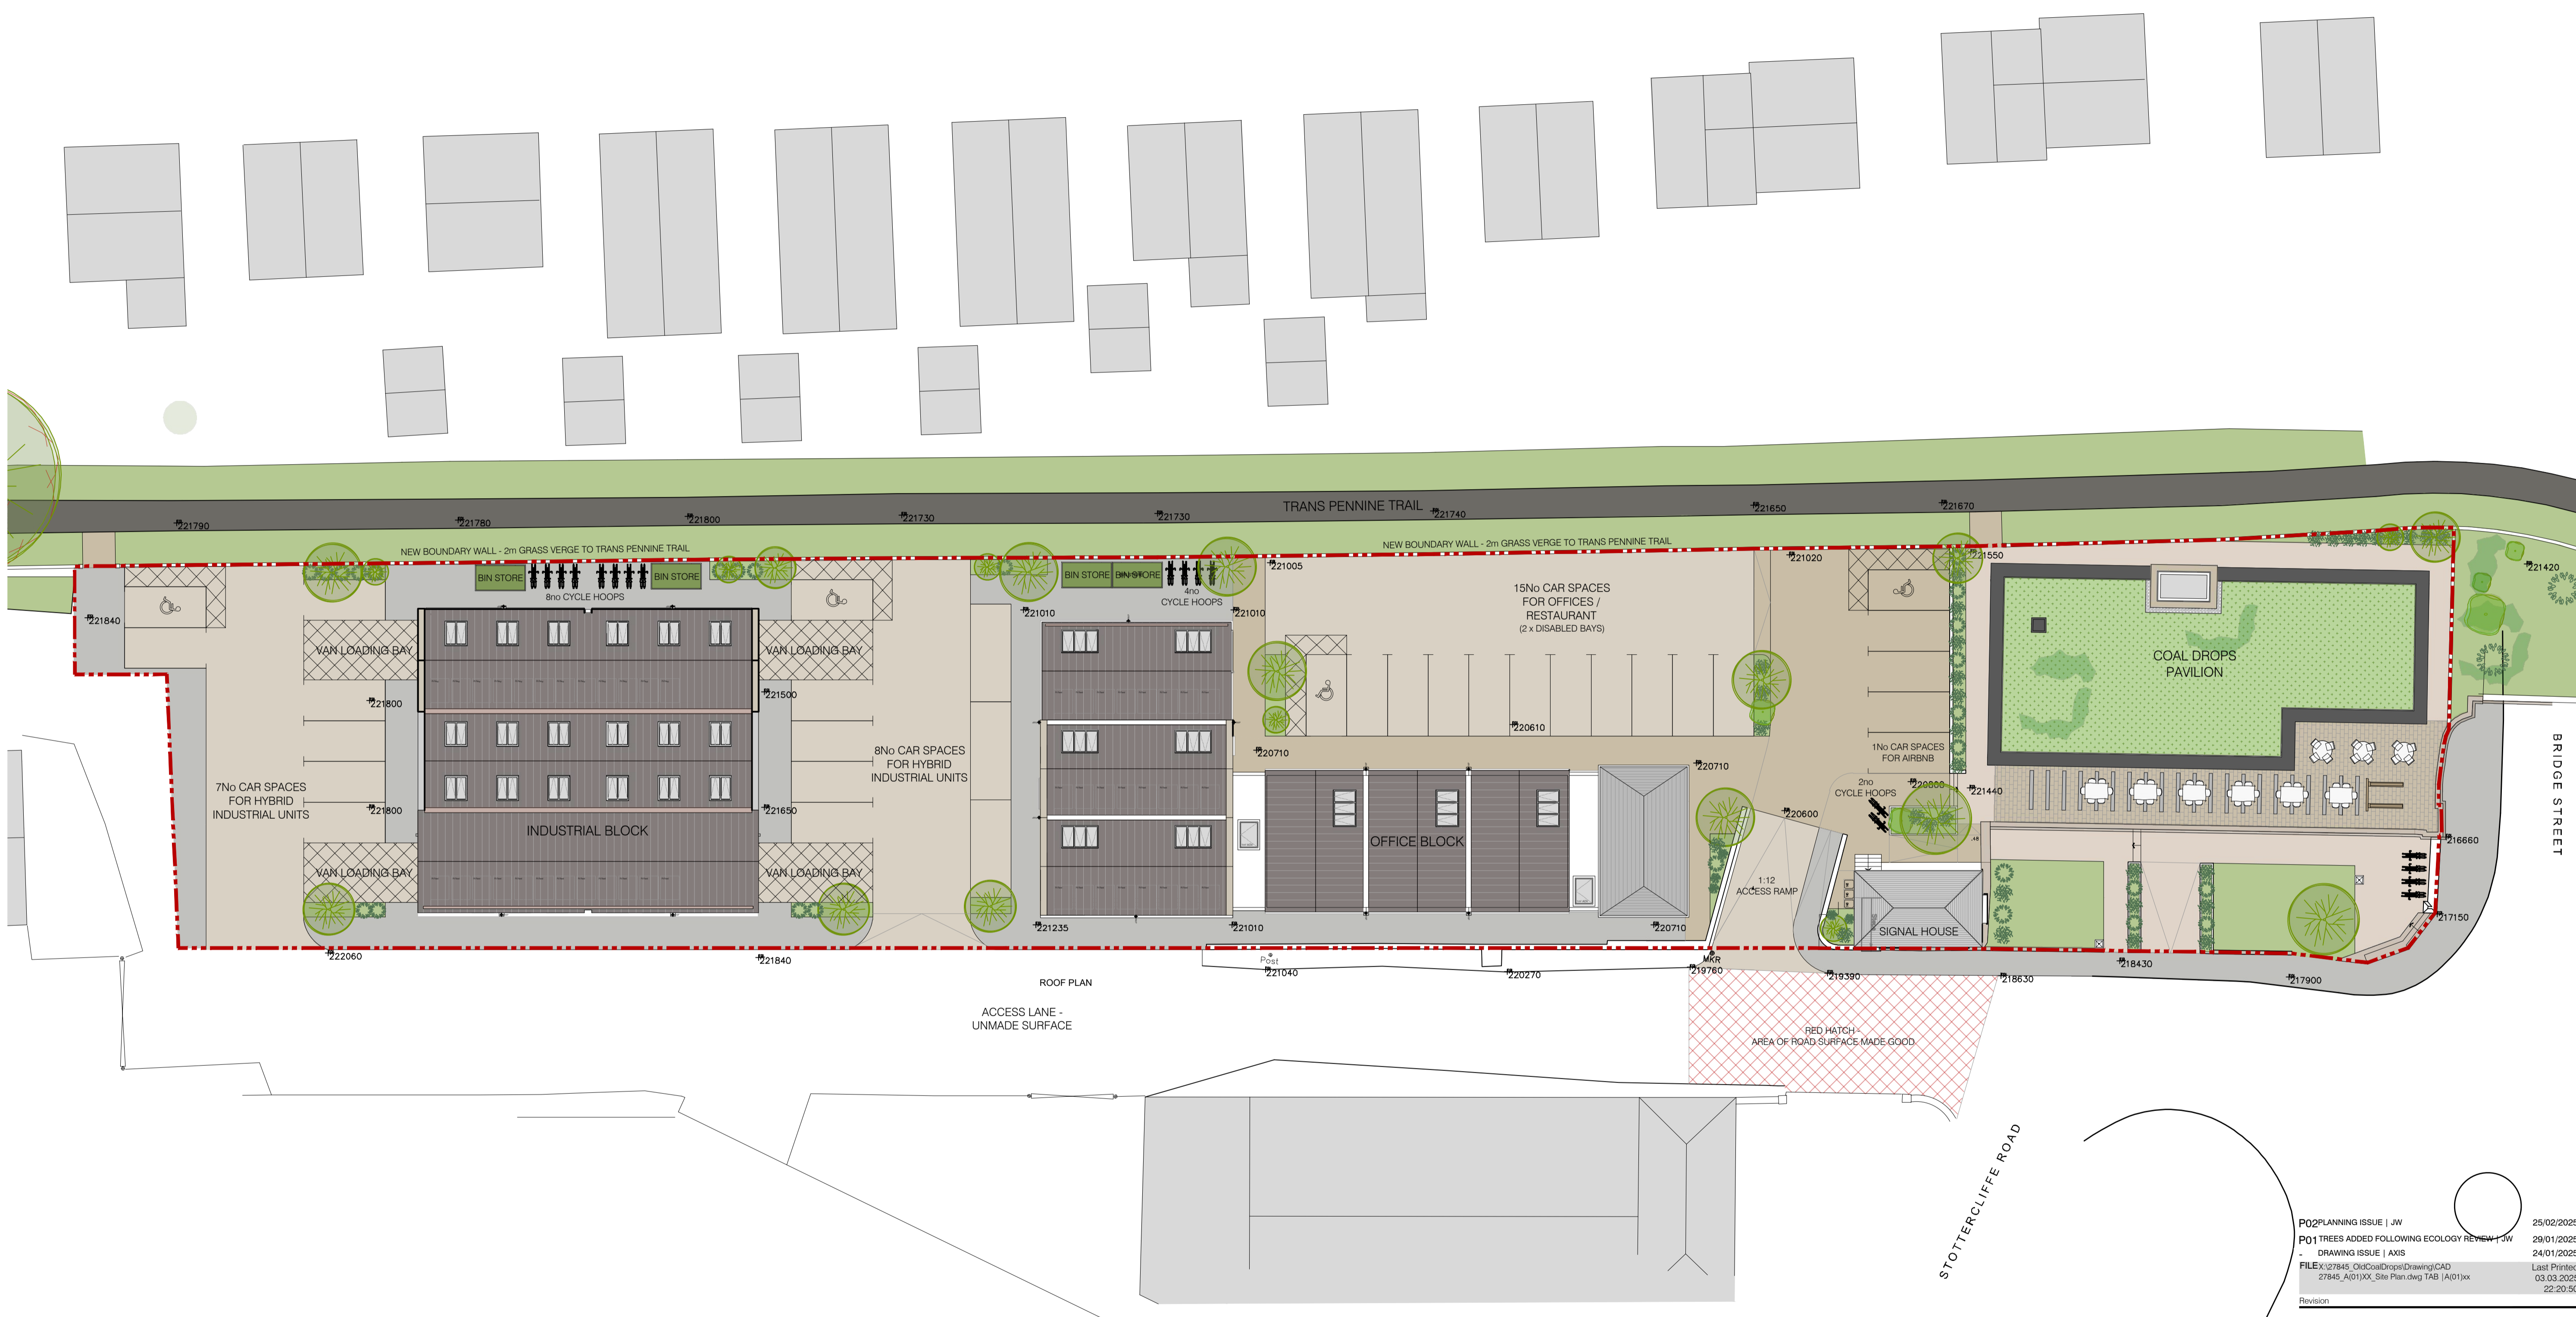 TRANS PENNINE TRAIL
221790
221780
221800
221730
221730
221740
221650
221670
NEW BOUNDARY WALL - 2m GRASS VERGE TO TRANS PENNINE TRAIL
NEW BOUNDARY WALL - 2m GRASS VERGE TO TRANS PENNINE TRAIL
221550
221020
221005
221420
BIN STORE
BIN STORE
BIN STORE
BIN STORE
8no CYCLE HOOPS
4no
CYCLE HOOPS
221840
221010
221010
15No CAR SPACES
FOR OFFICES /
RESTAURANT
(2 x DISABLED BAYS)
VAN LOADING BAY
VAN LOADING BAY
COAL DROPS
PAVILION
221800
221500
220610
220710
220710
8No CAR SPACES
FOR HYBRID
INDUSTRIAL UNITS
1No CAR SPACES
FOR AIRBNB
2no
CYCLE HOOPS
221440
7No CAR SPACES
FOR HYBRID
INDUSTRIAL UNITS
221800
221650
220600
INDUSTRIAL BLOCK
OFFICE BLOCK
216660
BRIDGE STREET
VAN LOADING BAY
VAN LOADING BAY
1:12
ACCESS RAMP
SIGNAL HOUSE
217150
221235
221010
220710
222060
221840
Post
221040
220270
MKR
219760
219390
218630
218430
217900
ROOF PLAN
ACCESS LANE -
UNMADE SURFACE
RED HATCH -
AREA OF ROAD SURFACE MADE GOOD
STOTTERCLIFFE ROAD
P02 PLANNING ISSUE | JW 25/02/2025
P01 TREES ADDED FOLLOWING ECOLOGY REVIEW | JW 29/01/2025
- DRAWING ISSUE | AXIS 24/01/2025
FILE X:\27845_OldCoalDrops\Drawing\CAD Last Printed
27845_A(01)XX_Site Plan.dwg TAB |A(01)xx 03.03.2025
22:20:50
Revision